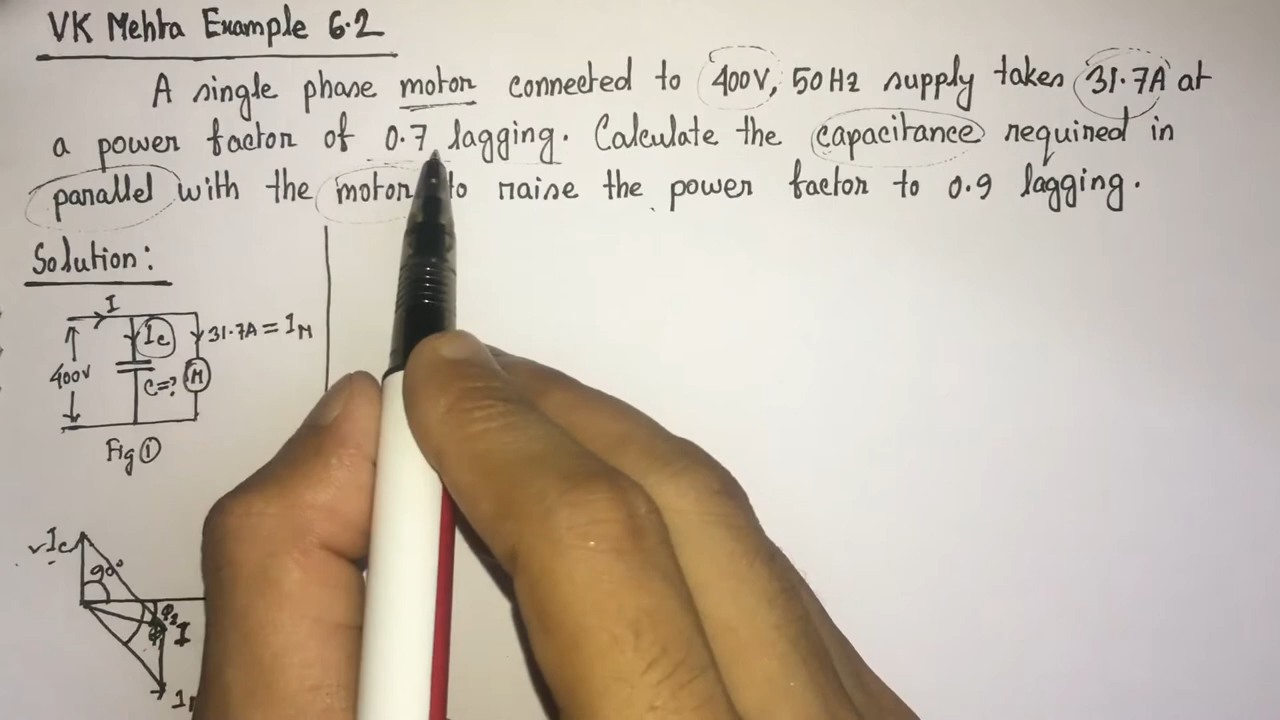 VK Mehta Example 6.2
A single phase motor connected to 400V, 50Hz supply takes 31.7A at
a power factor of 0.7 lagging. Calculate the capacitance required in
parallel with the motor to raise the power factor to 0.9 lagging.
Solution:
I
Ic 31.7A = IM
400V C=? M
Fig ①
Ic
90°
φ2
I